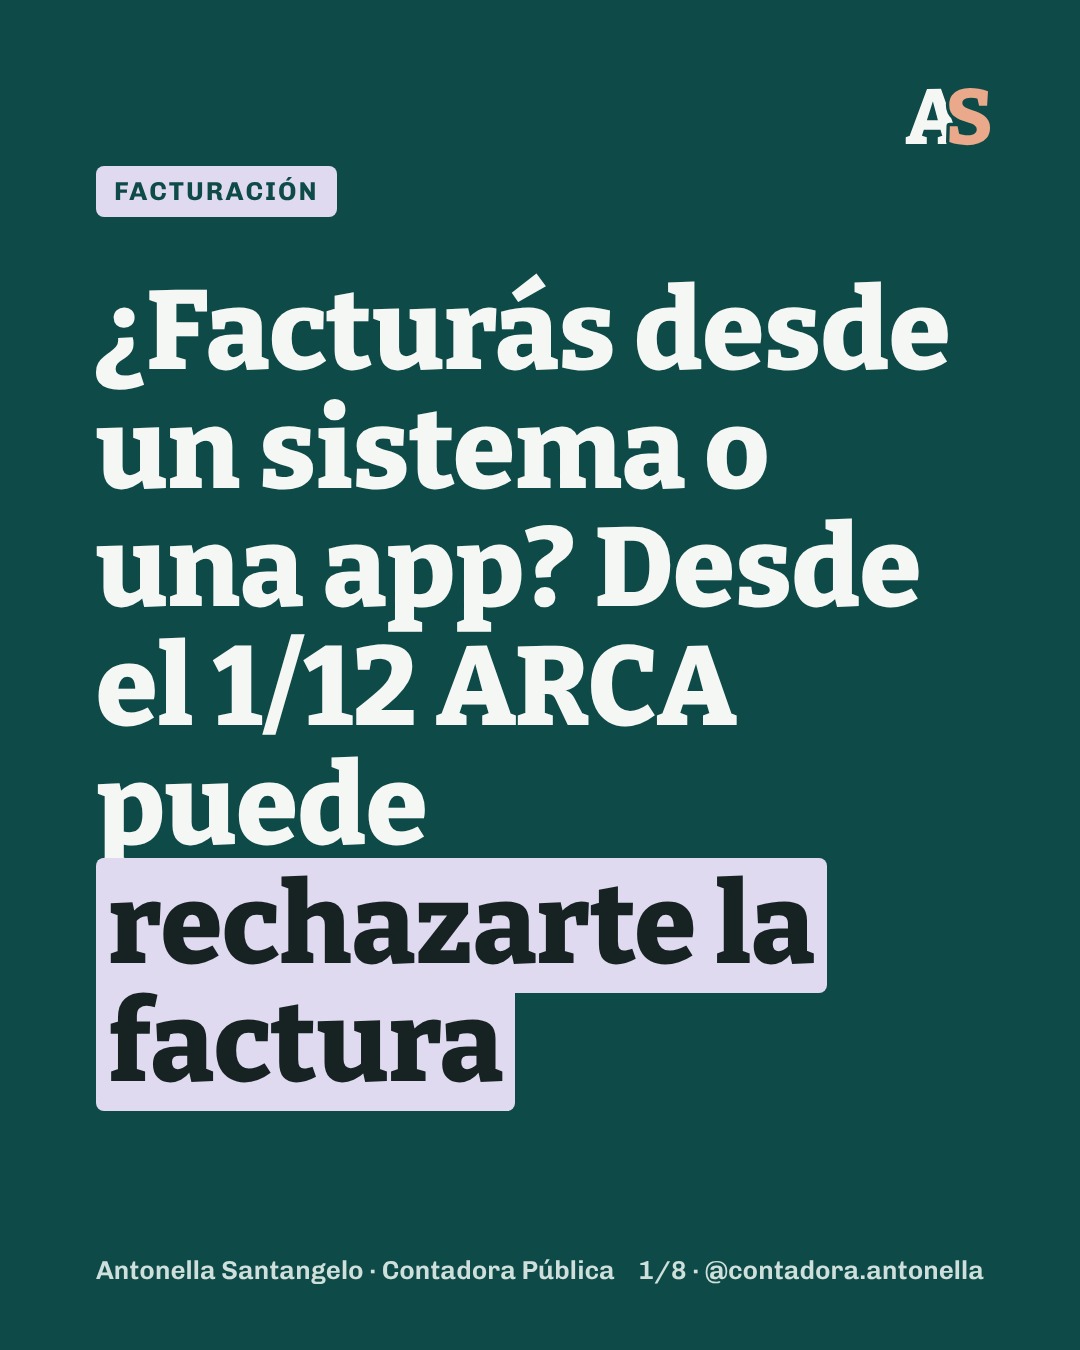 AS
FACTURACIÓN
¿Facturás desde
un sistema o
una app? Desde
el 1/12 ARCA
puede
rechazarte la
factura
Antonella Santangelo · Contadora Pública 1/8 · @contadora.antonella